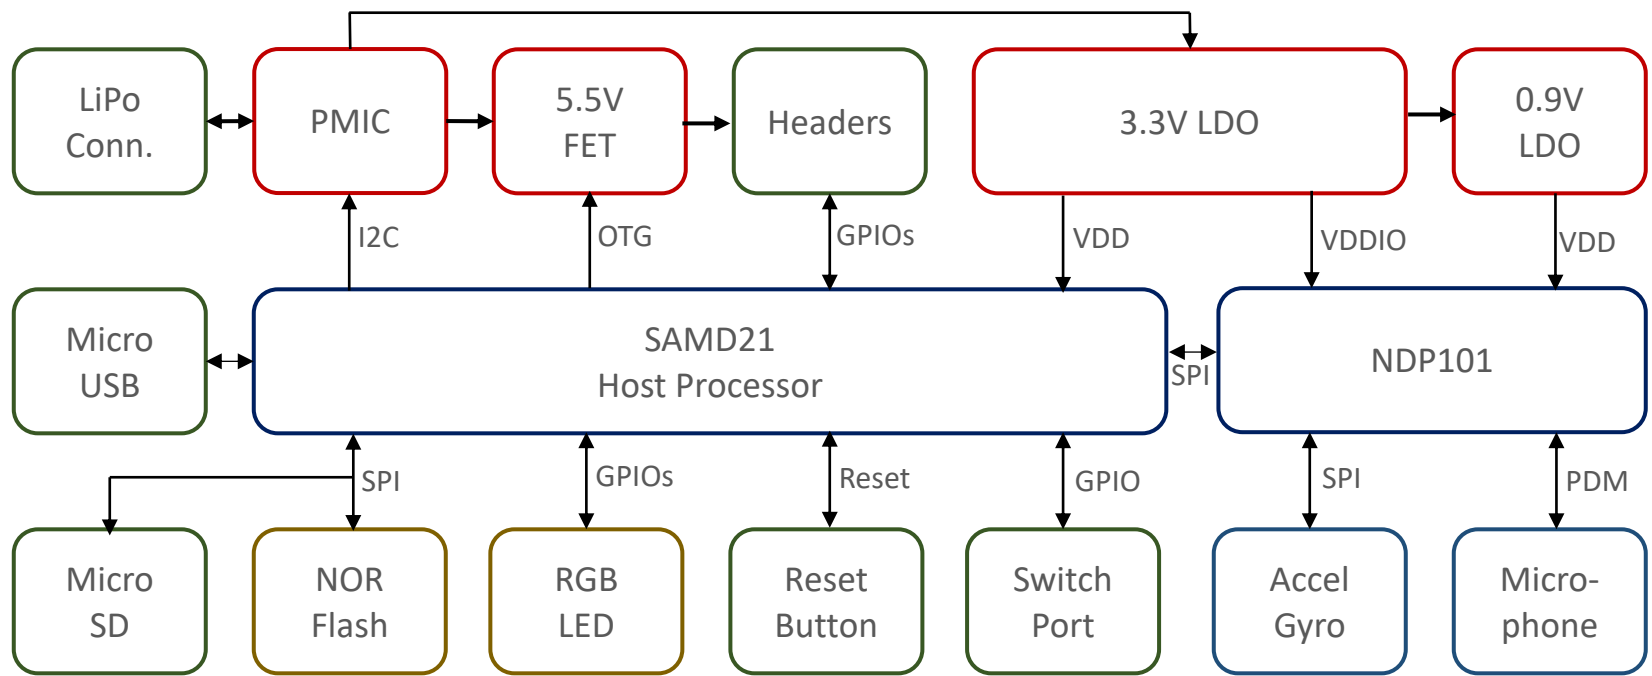 LiPo
Conn.
PMIC
5.5V
FET
Headers
3.3V LDO
0.9V
LDO
I2C
OTG
GPIOs
VDD
VDDIO
VDD
Micro
USB
SAMD21
Host Processor
SPI
NDP101
SPI
GPIOs
Reset
GPIO
SPI
PDM
Micro
SD
NOR
Flash
RGB
LED
Reset
Button
Switch
Port
Accel
Gyro
Micro-
phone